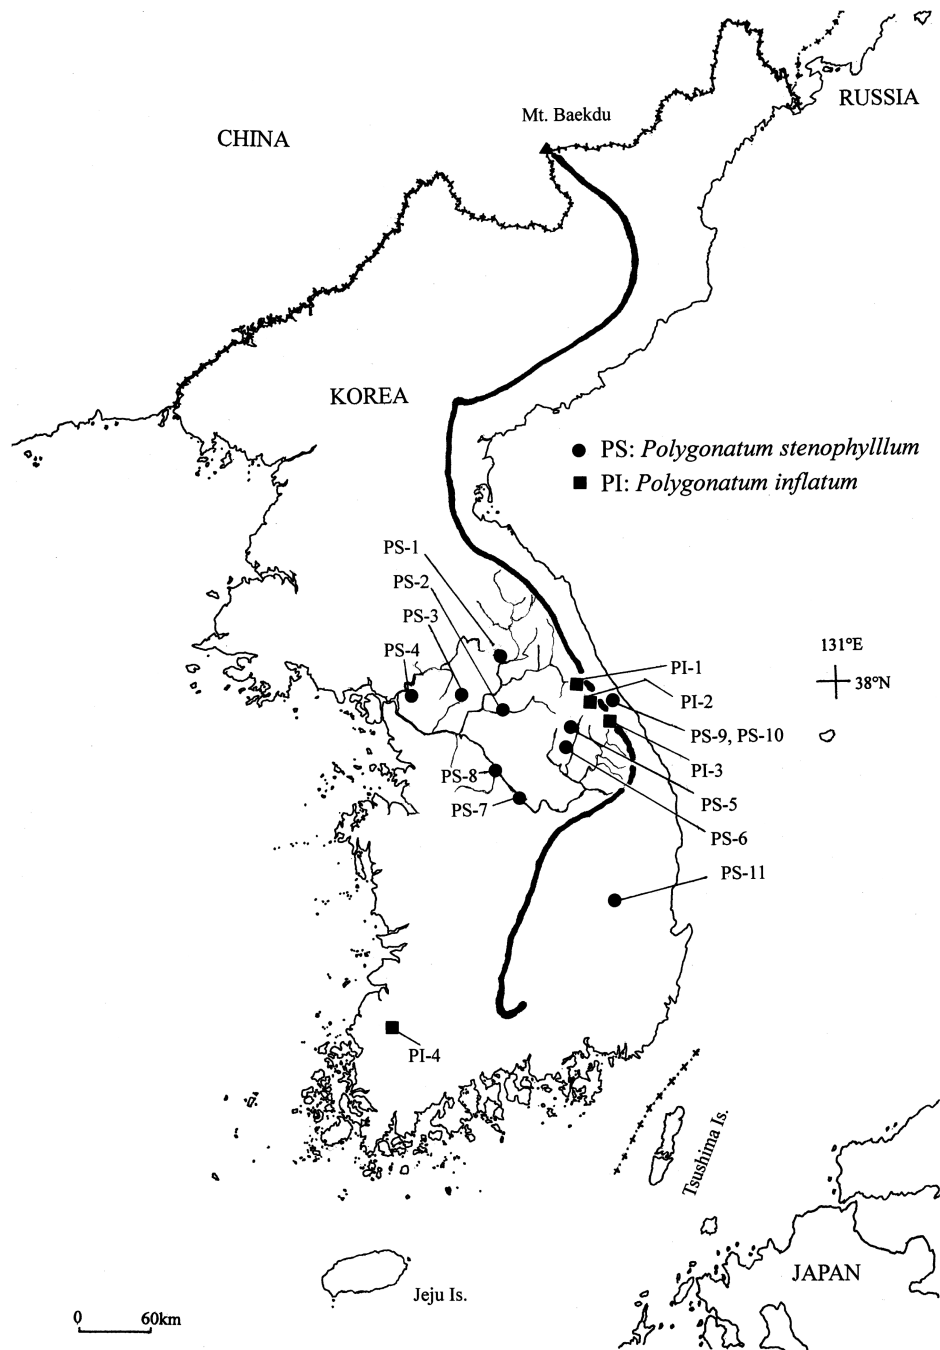 RUSSIA
Mt. Baekdu
CHINA
KOREA
PS: Polygonatum stenophylllum
PI: Polygonatum inflatum
PS-1
PS-2
PS-3
PS-4
131°E
38°N
PI-1
PI-2
PS-9, PS-10
PI-3
PS-8
PS-7
PS-5
PS-6
PS-11
PI-4
Tsushima Is.
JAPAN
Jeju Is.
0 60km